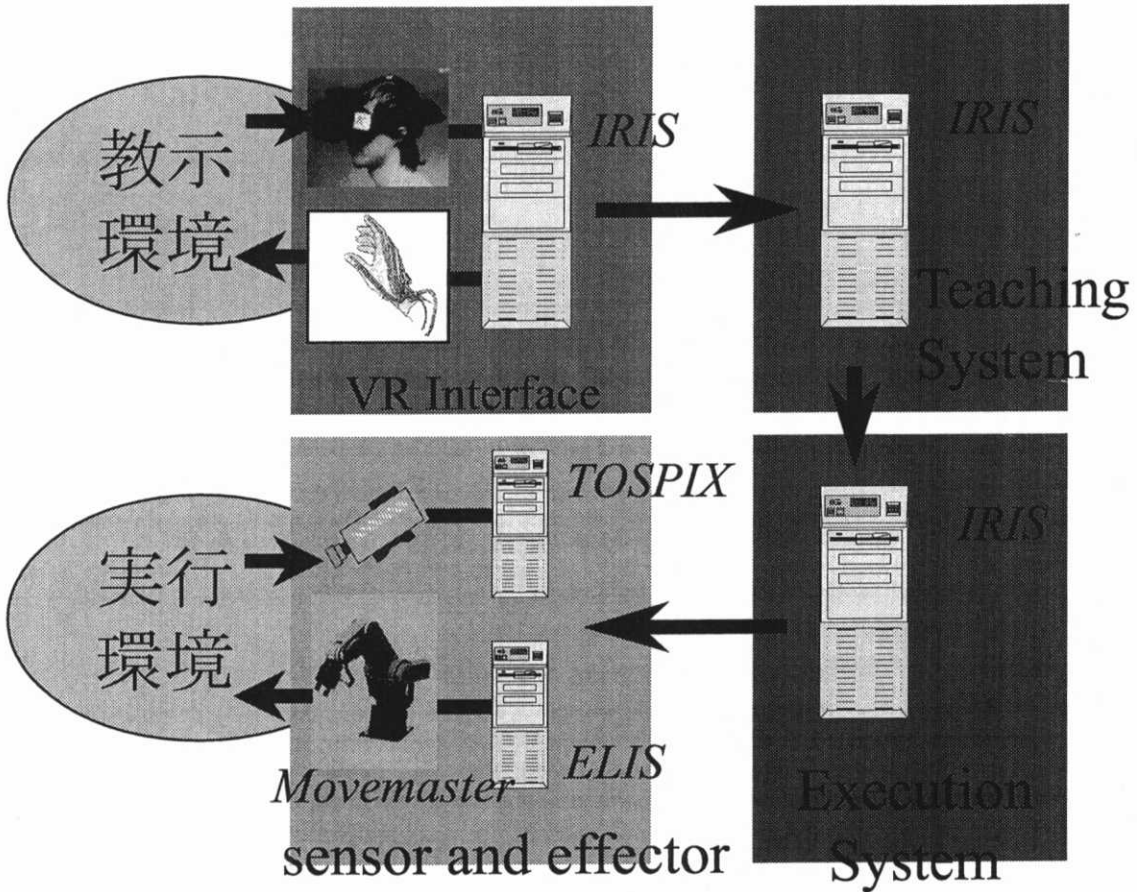 教示
環境
IRIS
VR Interface
IRIS
Teaching
System
実行
環境
TOSPIX
Movemaster
ELIS
sensor and effector
IRIS
Execution
System